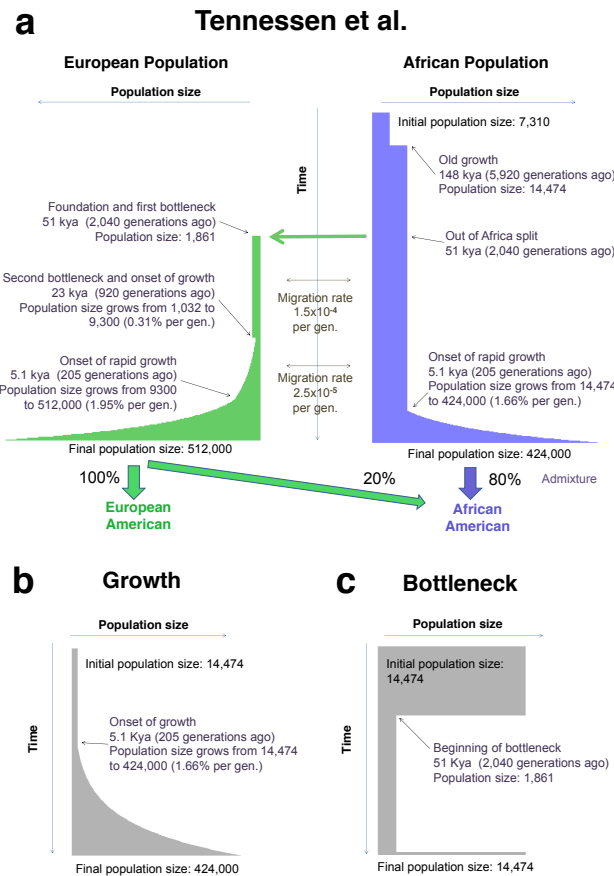 a
Tennessen et al.
European Population
African Population
Population size
Population size
Initial population size: 7,310
Old growth
148 kya (5,920 generations ago)
Population size: 14,474
Time
Foundation and first bottleneck
51 kya (2,040 generations ago)
Population size: 1,861
Out of Africa split
51 kya (2,040 generations ago)
Second bottleneck and onset of growth
23 kya (920 generations ago)
Population size grows from 1,032 to
9,300 (0.31% per gen.)
Migration rate
1.5x10-4
per gen.
Onset of rapid growth
5.1 kya (205 generations ago)
Population size grows from 9300
to 512,000 (1.95% per gen.)
Migration rate
2.5x10-5
per gen.
Onset of rapid growth
5.1 kya (205 generations ago)
Population size grows from 14,474
to 424,000 (1.66% per gen.)
Final population size: 512,000
Final population size: 424,000
100%
20%
80%
Admixture
European
American
African
American
b
Growth
Population size
Initial population size: 14,474
Time
Onset of growth
5.1 Kya (205 generations ago)
Population size grows from 14,474
to 424,000 (1.66% per gen.)
Final population size: 424,000
c
Bottleneck
Population size
Initial population size:
14,474
Time
Beginning of bottleneck
51 Kya (2,040 generations ago)
Population size: 1,861
Final population size: 14,474